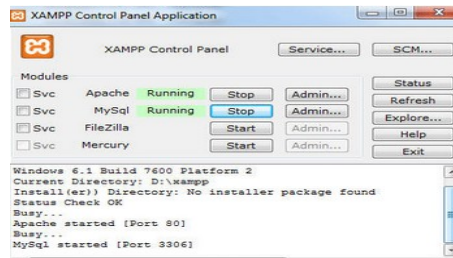 XAMPP Control Panel Application
XAMPP Control Panel Service... SCM...
Modules
Svc Apache Running Stop Admin...
Svc MySql Running Stop Admin...
Svc FileZilla Start Admin...
Svc Mercury Start Admin...
Status
Refresh
Explore...
Help
Exit
Windows 6.1 Build 7600 Platform 2
Current Directory: D:\xampp
Install(er)) Directory: No installer package found
Status Check OK
Busy...
Apache started [Port 80]
Busy...
MySql started [Port 3306]